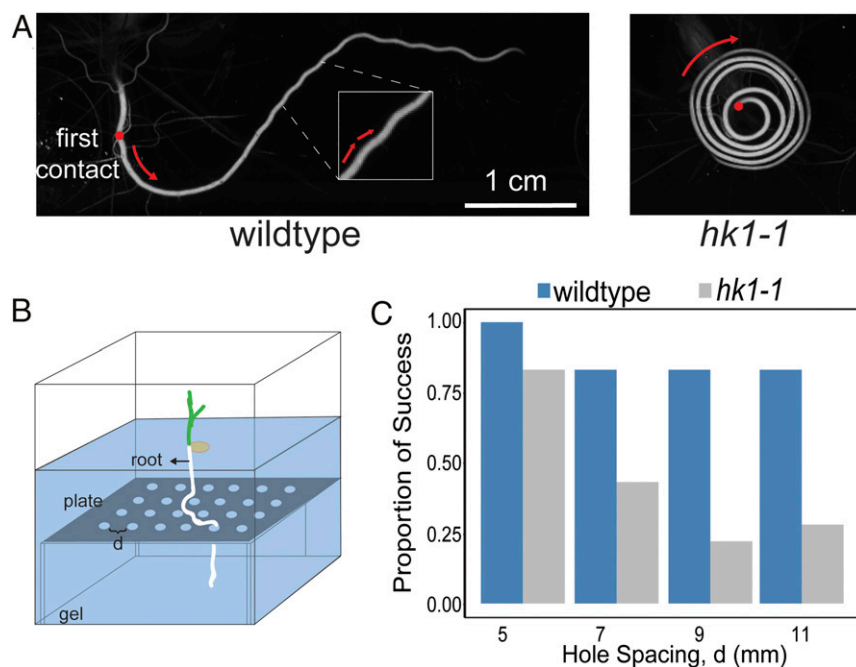 A
first
contact
1 cm
wildtype
hk1-1
B
root
plate
d
gel
C
wildtype hk1-1
Proportion of Success
1.00
0.75
0.50
0.25
0.00
5 7 9 11
Hole Spacing, d (mm)